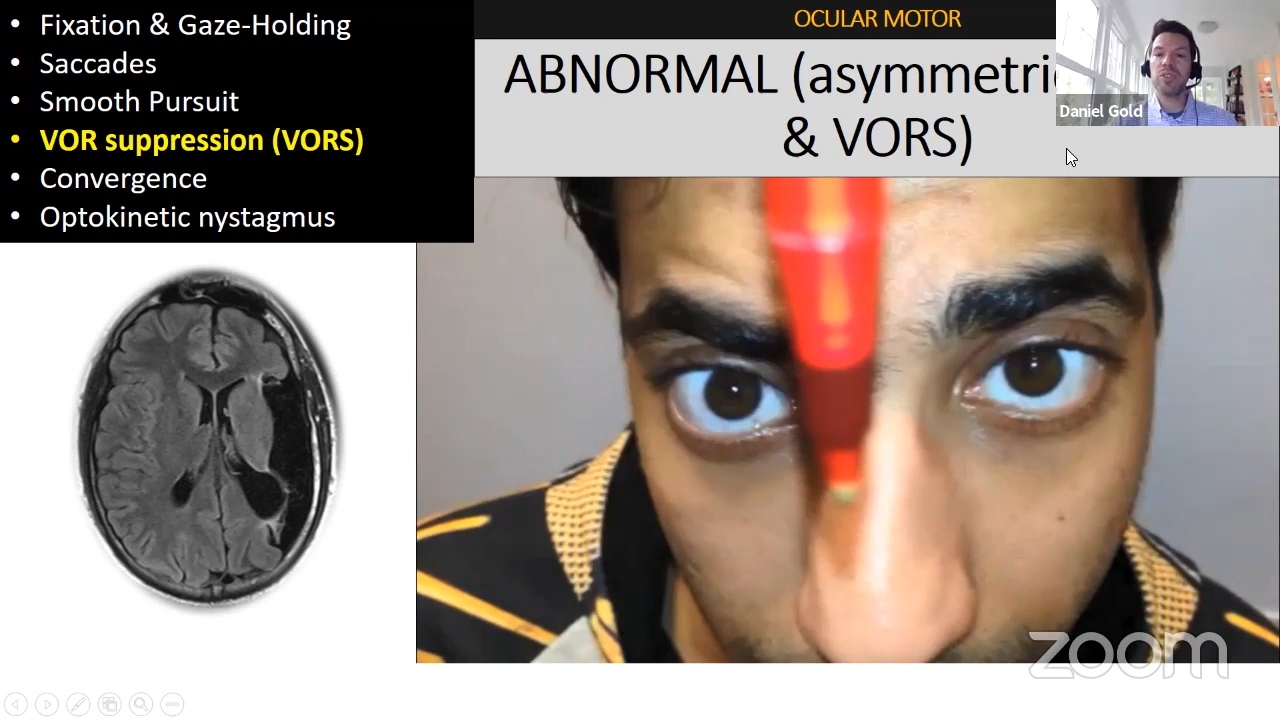 • Fixation & Gaze-Holding
• Saccades
• Smooth Pursuit
• VOR suppression (VORS)
• Convergence
• Optokinetic nystagmus
OCULAR MOTOR
ABNORMAL (asymmetri
& VORS)
Daniel Gold
zoom